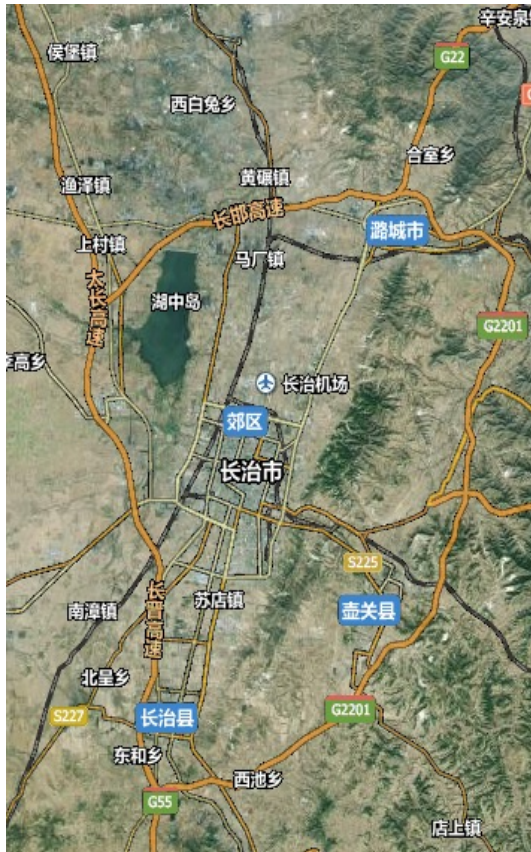 辛安泉
侯堡镇
G22
西白兔乡
合室乡
黄碾镇
渔泽镇
长邯高速
潞城市
上村镇
马厂镇
太长高速
湖中岛
G2201
李高乡
长治机场
郊区
长治市
S225
长晋高速
苏店镇
南漳镇
壶关县
北呈乡
S227
长治县
G2201
东和乡
西池乡
G55
店上镇